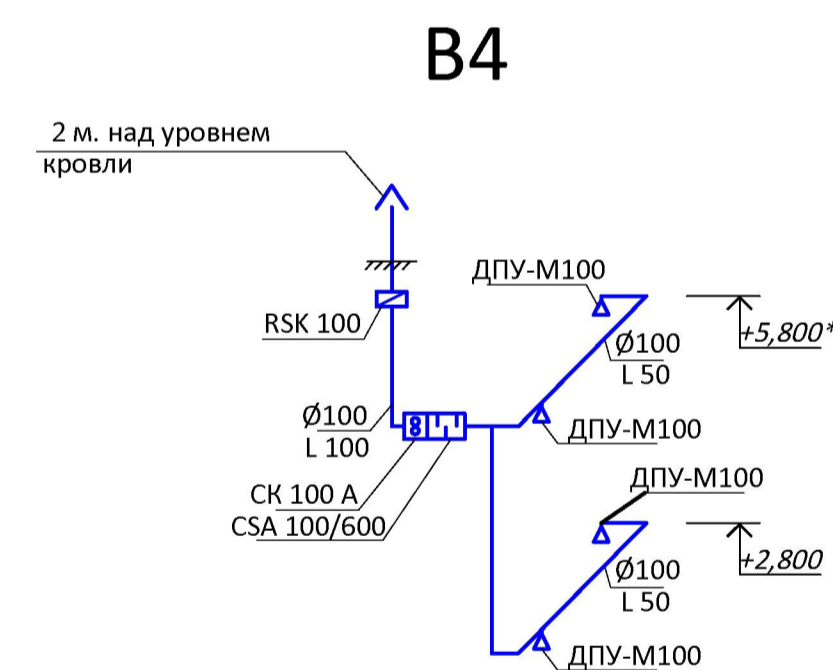 В4
2 м. над уровнем
кровли
ДПУ-М100
RSK 100
+5,800*
Ø100
L 50
Ø100
L 100
ДПУ-М100
СК 100 А
CSA 100/600
ДПУ-М100
+2,800
Ø100
L 50
ДПУ-М100